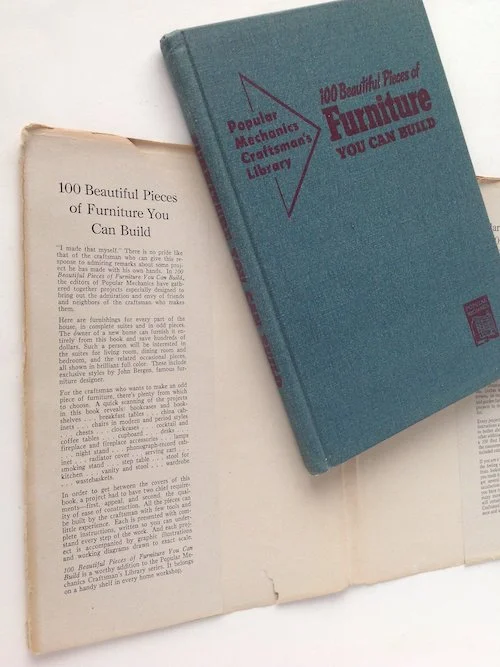 Popular
Mechanics
Craftsman's
Library
100 Beautiful Pieces of
Furniture
YOU CAN BUILD
100 Beautiful Pieces
of Furniture You
Can Build
"I made that myself." There is no pride like
that of the craftsman who can give this re-
sponse to admiring remarks about some proj-
ect he has made with his own hands. In 100
Beautiful Pieces of Furniture You Can Build,
the editors of Popular Mechanics have gath-
ered together projects especially designed to
bring out the admiration and envy of friends
and neighbors of the craftsman who makes
them.
Here are furnishings for every part of the
house, in complete suites and in odd pieces.
The owner of a new home can furnish it en-
tirely from this book and save hundreds of
dollars. Such a person will be interested in
the suites for living room, dining room and
bedroom, and the related occasional pieces,
all shown in brilliant full color. These include
exclusive styles by John Bergen, famous fur-
niture designer.
For the craftsman who wants to make an odd
piece of furniture, there's plenty from which
to choose. A quick scanning of the projects
in this book reveals: bookcases and book-
shelves . . . breakfast tables . . . china cab-
inets . . . chairs in modern and period styles
. . . chests . . . clockcases . . . cocktail and
coffee tables . . . cupboard . . . desks . . .
fireplace and fireplace accessories . . . lamps
. . . night stand . . . phonograph-record cab-
inet . . . radiator cover . . . serving cart . . .
smoking stand . . . step table . . . stool for
kitchen . . . vanity and stool . . . wardrobe
. . . wastebaskets.
In order to get between the covers of this
book, a project had to have two chief require-
ments—first, appeal; and second, the qual-
ity of ease of construction. All the pieces can
be built by the craftsman with few tools and
little experience. Each is presented with com-
plete instructions, written so you can under-
stand every step of the work. And each proj-
ect is accompanied by graphic illustrations
and working diagrams drawn to exact scale.
100 Beautiful Pieces of Furniture You Can
Build is a worthy addition to the Popular Me-
chanics Craftsman's Library series. It belongs
on a handy shelf in every home workshop.